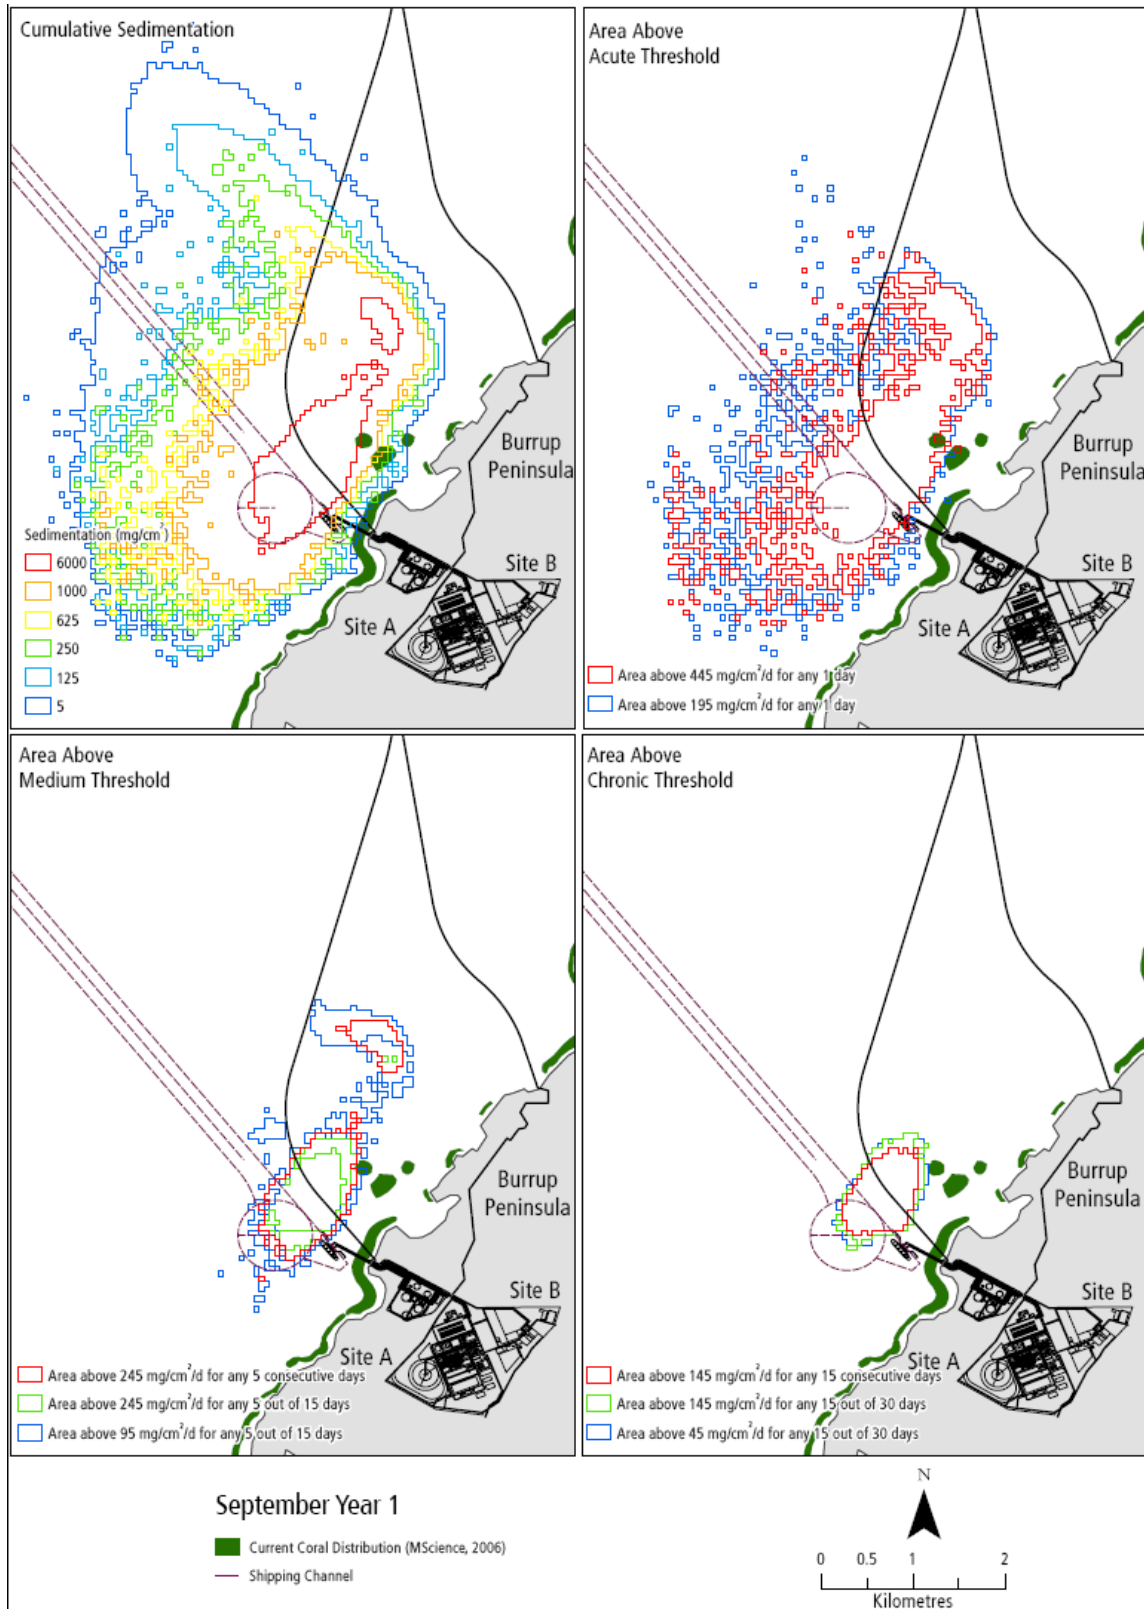 Cumulative Sedimentation
Burrup
Peninsula
Site B
Site A
Sedimentation (mg/cm²)
6000
1000
625
250
125
5
Area Above
Acute Threshold
Burrup
Peninsula
Site B
Site A
Area above 445 mg/cm²/d for any 1 day
Area above 195 mg/cm²/d for any 1 day
Area Above
Medium Threshold
Burrup
Peninsula
Site B
Site A
Area above 245 mg/cm²/d for any 5 consecutive days
Area above 245 mg/cm²/d for any 5 out of 15 days
Area above 95 mg/cm²/d for any 5 out of 15 days
Area Above
Chronic Threshold
Burrup
Peninsula
Site B
Site A
Area above 145 mg/cm²/d for any 15 consecutive days
Area above 145 mg/cm²/d for any 15 out of 30 days
Area above 45 mg/cm²/d for any 15 out of 30 days
September Year 1
Current Coral Distribution (MScience, 2006)
Shipping Channel
N
0 0.5 1 2
Kilometres